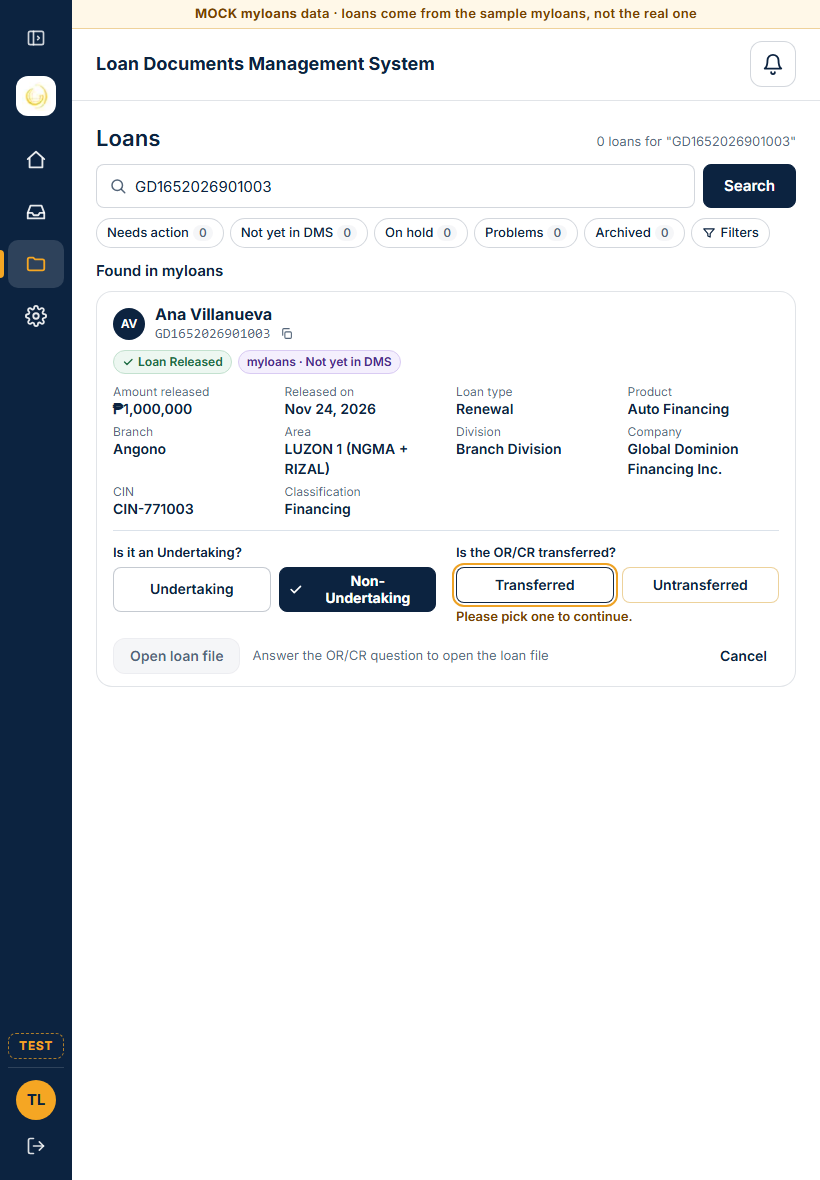 MOCK myloans data · loans come from the sample myloans, not the real one
Loan Documents Management System
Loans
0 loans for "GD1652026901003"
GD1652026901003
Search
Needs action 0
Not yet in DMS 0
On hold 0
Problems 0
Archived 0
Filters
Found in myloans
AV
Ana Villanueva
GD1652026901003
Loan Released
myloans · Not yet in DMS
Amount released
₱1,000,000
Released on
Nov 24, 2026
Loan type
Renewal
Product
Auto Financing
Branch
Angono
Area
LUZON 1 (NGMA +
RIZAL)
Division
Branch Division
Company
Global Dominion
Financing Inc.
CIN
CIN-771003
Classification
Financing
Is it an Undertaking?
Undertaking
Non-
Undertaking
Is the OR/CR transferred?
Transferred
Untransferred
Please pick one to continue.
Open loan file
Answer the OR/CR question to open the loan file
Cancel
TEST
TL